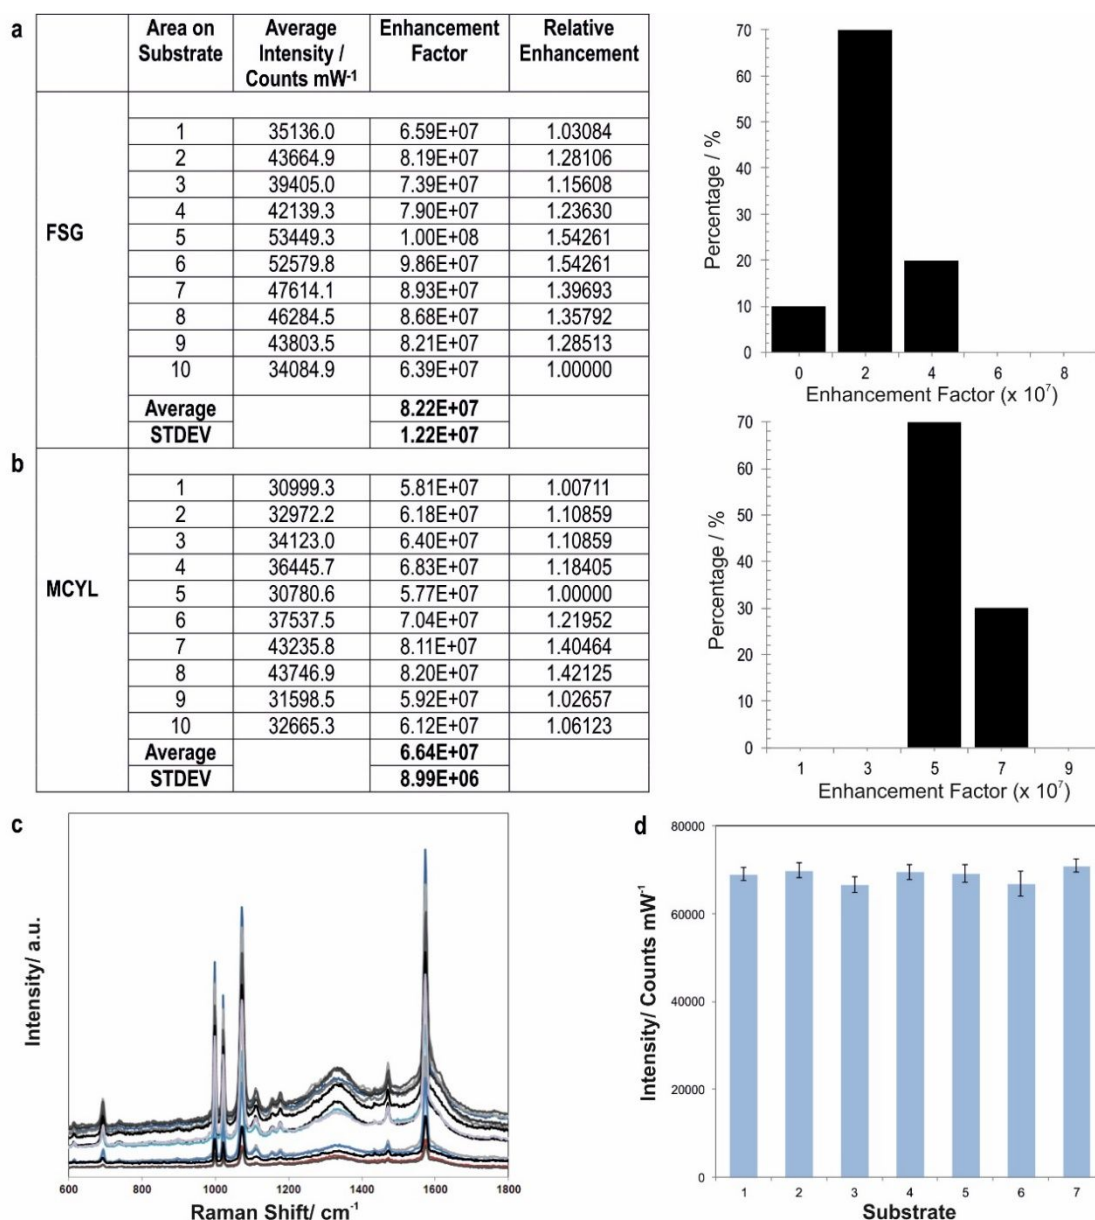 a
Area on Substrate Average Intensity / Counts mW-1 Enhancement Factor Relative Enhancement
FSG
1 35136.0 6.59E+07 1.03084
2 43664.9 8.19E+07 1.28106
3 39405.0 7.39E+07 1.15608
4 42139.3 7.90E+07 1.23630
5 53449.3 1.00E+08 1.54261
6 52579.8 9.86E+07 1.54261
7 47614.1 8.93E+07 1.39693
8 46284.5 8.68E+07 1.35792
9 43803.5 8.21E+07 1.28513
10 34084.9 6.39E+07 1.00000
Average 8.22E+07
STDEV 1.22E+07
Percentage / %
70
60
50
40
30
20
10
0
0 2 4 6 8
Enhancement Factor (x 10⁷)
b
MCYL
1 30999.3 5.81E+07 1.00711
2 32972.2 6.18E+07 1.10859
3 34123.0 6.40E+07 1.10859
4 36445.7 6.83E+07 1.18405
5 30780.6 5.77E+07 1.00000
6 37537.5 7.04E+07 1.21952
7 43235.8 8.11E+07 1.40464
8 43746.9 8.20E+07 1.42125
9 31598.5 5.92E+07 1.02657
10 32665.3 6.12E+07 1.06123
Average 6.64E+07
STDEV 8.99E+06
Percentage / %
70
60
50
40
30
20
10
0
1 3 5 7 9
Enhancement Factor (x 10⁷)
c
Intensity/ a.u.
600 800 1000 1200 1400 1600 1800
Raman Shift/ cm-1
d
Intensity/ Counts mW-1
80000
60000
40000
20000
0
1 2 3 4 5 6 7
Substrate